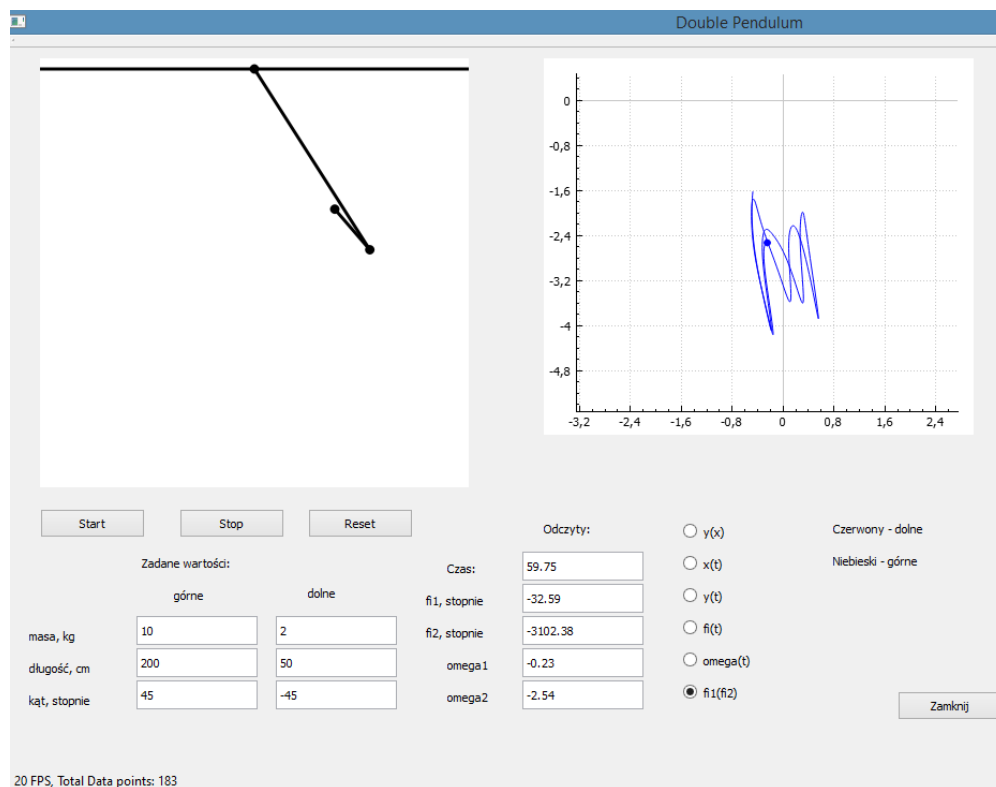 Double Pendulum
0
-0,8
-1,6
-2,4
-3,2
-4
-4,8
-3,2 -2,4 -1,6 -0,8 0 0,8 1,6 2,4
Start Stop Reset
Zadane wartości:
górne dolne
masa, kg 10 2
długość, cm 200 50
kąt, stopnie 45 -45
Odczyty:
Czas: 59.75
fi1, stopnie -32.59
fi2, stopnie -3102.38
omega1 -0.23
omega2 -2.54
y(x)
x(t)
y(t)
fi(t)
omega(t)
fi1(fi2)
Czerwony - dolne
Niebieski - górne
Zamknij
20 FPS, Total Data points: 183